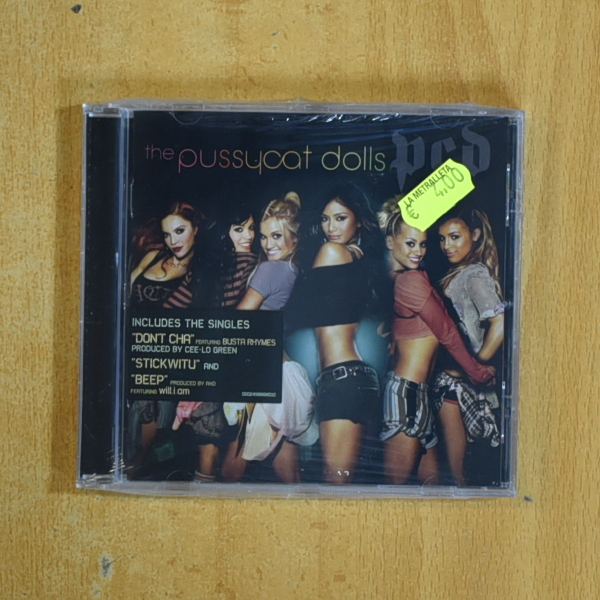 the pussycat dolls
pcd
LA METRALLETA
€ 4.00
INCLUDES THE SINGLES
"DON'T CHA" FEATURING BUSTA RHYMES
PRODUCED BY CEE-LO GREEN
"STICKWITU" AND
"BEEP" PRODUCED BY
FEATURING will.i.am